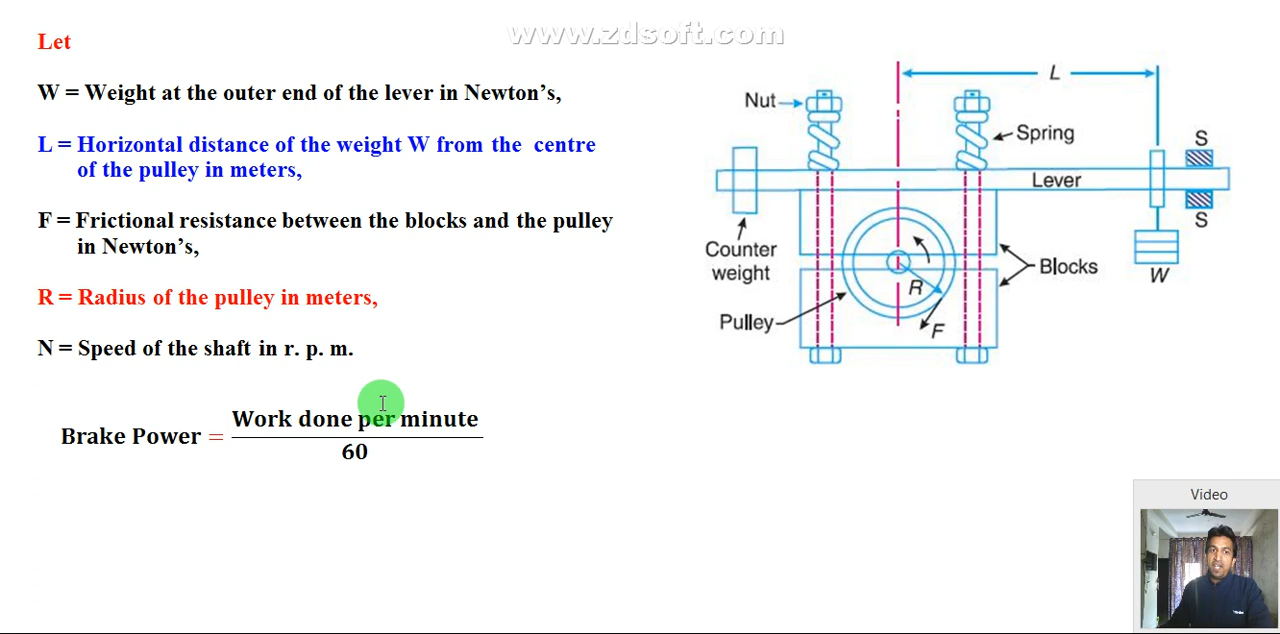 www.zdsoft.com
Let
W = Weight at the outer end of the lever in Newton's,
L = Horizontal distance of the weight W from the centre
of the pulley in meters,
F = Frictional resistance between the blocks and the pulley
in Newton's,
R = Radius of the pulley in meters,
N = Speed of the shaft in r. p. m.
Brake Power = Work done per minute
60
L
Nut
Spring
S
Lever
S
Counter
weight
Blocks
W
R
Pulley
F
Video